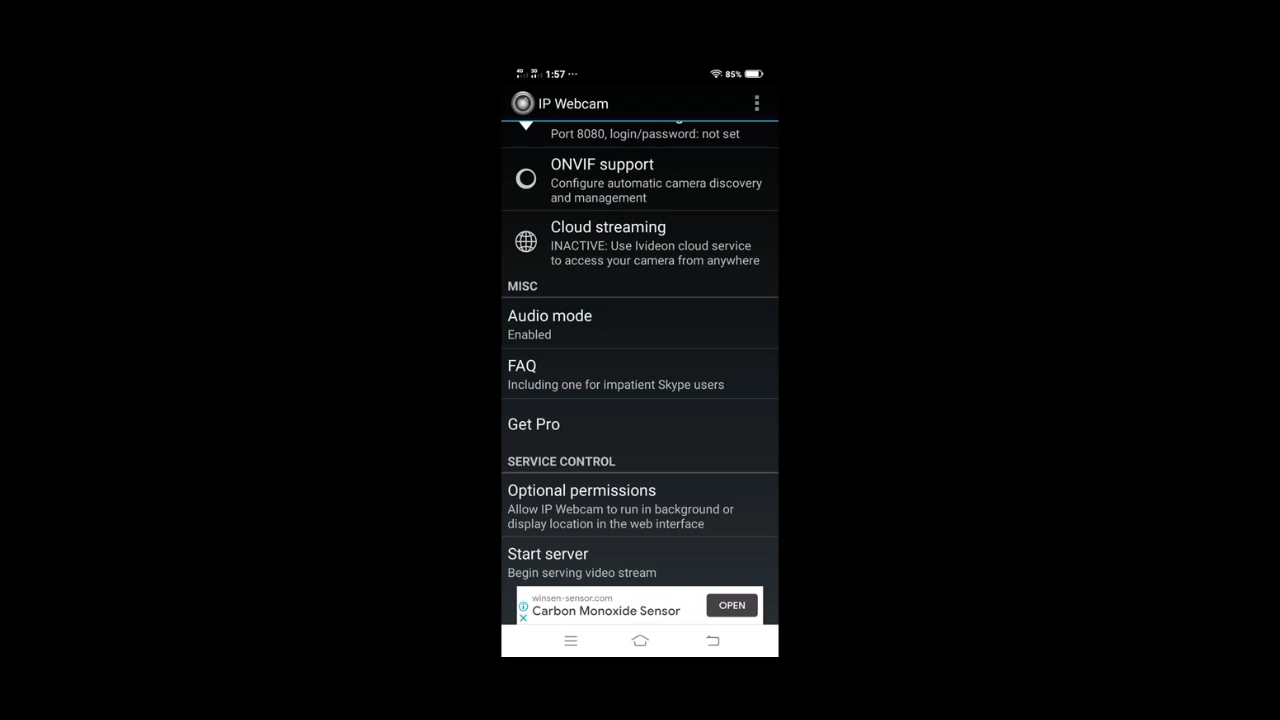 4G 3G 1:57 ··· 85%
IP Webcam
Port 8080, login/password: not set
ONVIF support
Configure automatic camera discovery
and management
Cloud streaming
INACTIVE: Use Ivideon cloud service
to access your camera from anywhere
MISC
Audio mode
Enabled
FAQ
Including one for impatient Skype users
Get Pro
SERVICE CONTROL
Optional permissions
Allow IP Webcam to run in background or
display location in the web interface
Start server
Begin serving video stream
winsen-sensor.com
Carbon Monoxide Sensor
OPEN